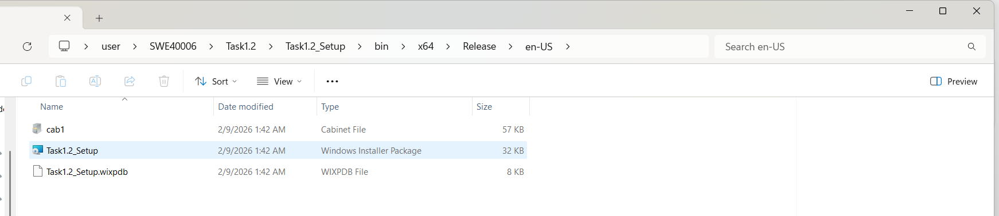 user > SWE40006 > Task1.2 > Task1.2_Setup > bin > x64 > Release > en-US >
Search en-US
Sort
View
Preview
Name Date modified Type Size
cab1 2/9/2026 1:42 AM Cabinet File 57 KB
Task1.2_Setup 2/9/2026 1:42 AM Windows Installer Package 32 KB
Task1.2_Setup.wixpdb 2/9/2026 1:42 AM WIXPDB File 8 KB